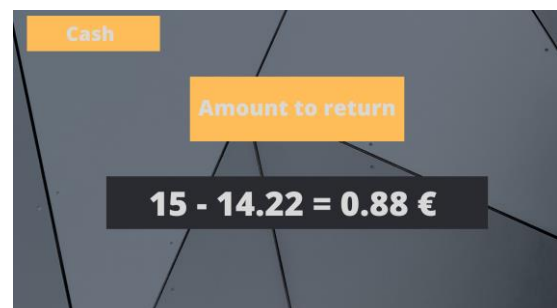 Cash
Amount to return
15 - 14.22 = 0.88 €